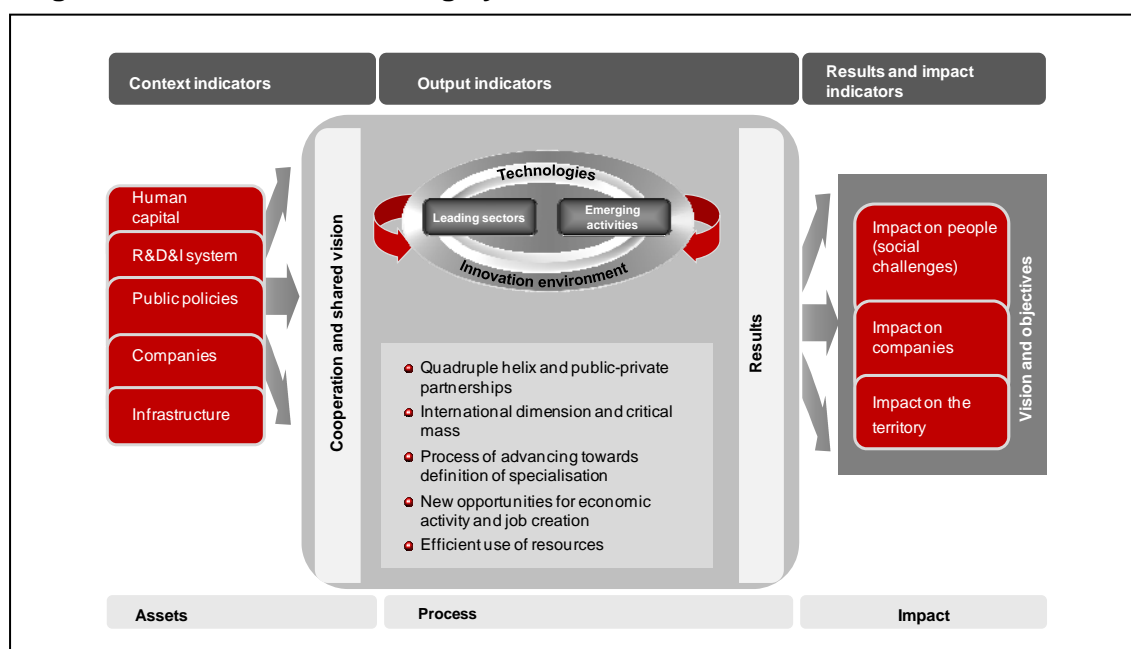 Context indicators
Output indicators
Results and impact
indicators
Human
capital
R&D&I system
Public policies
Companies
Infrastructure
Cooperation and shared vision
Technologies
Leading sectors
Emerging
activities
Innovation environment
Quadruple helix and public-private
partnerships
International dimension and critical
mass
Process of advancing towards
definition of specialisation
New opportunities for economic
activity and job creation
Efficient use of resources
Results
Impact on people
(social
challenges)
Impact on
companies
Impact on the
territory
Vision and objectives
Assets
Process
Impact